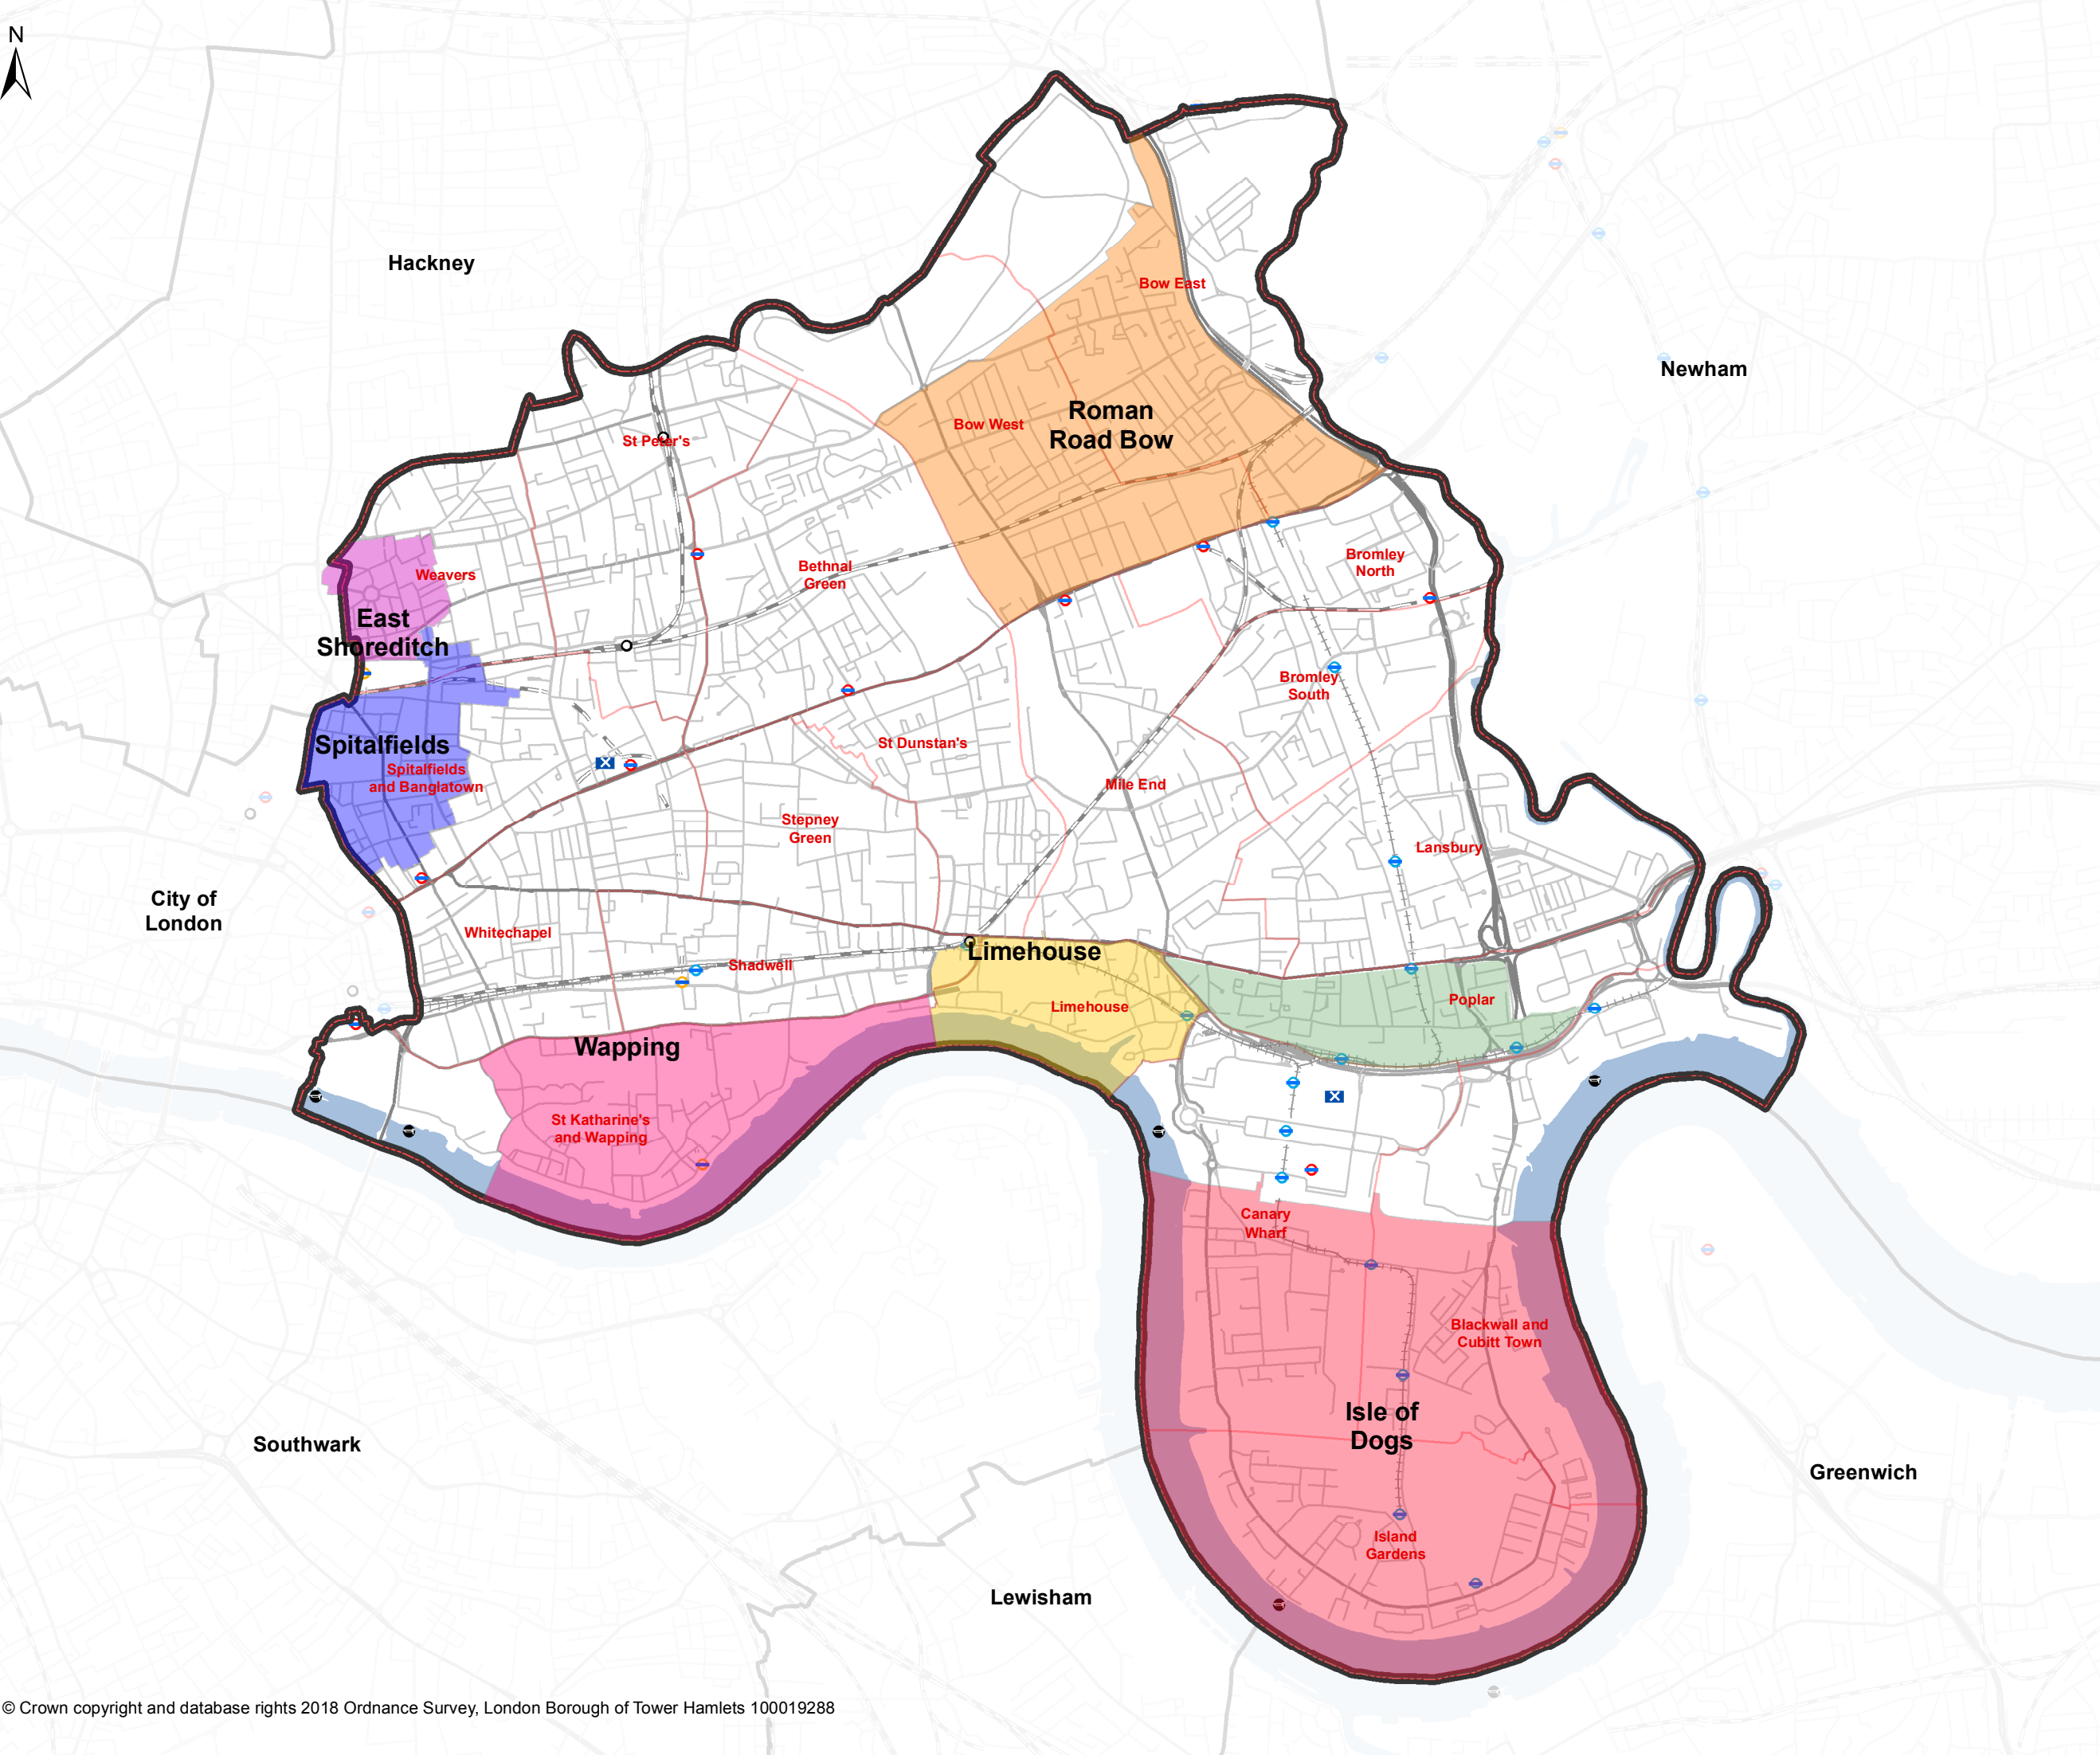 N
Hackney
Bow East
Newham
Roman
Road Bow
Bow West
St Peter's
Bethnal
Green
Bromley
North
Weavers
East
Shoreditch
Bromley
South
Spitalfields
Spitalfields
and Banglatown
St Dunstan's
Mile End
Stepney
Green
Lansbury
City of
London
Whitechapel
Shadwell
Limehouse
Limehouse
Poplar
Wapping
St Katharine's
and Wapping
Canary
Wharf
Blackwall and
Cubitt Town
Isle of
Dogs
Southwark
Greenwich
Island
Gardens
Lewisham
© Crown copyright and database rights 2018 Ordnance Survey, London Borough of Tower Hamlets 100019288